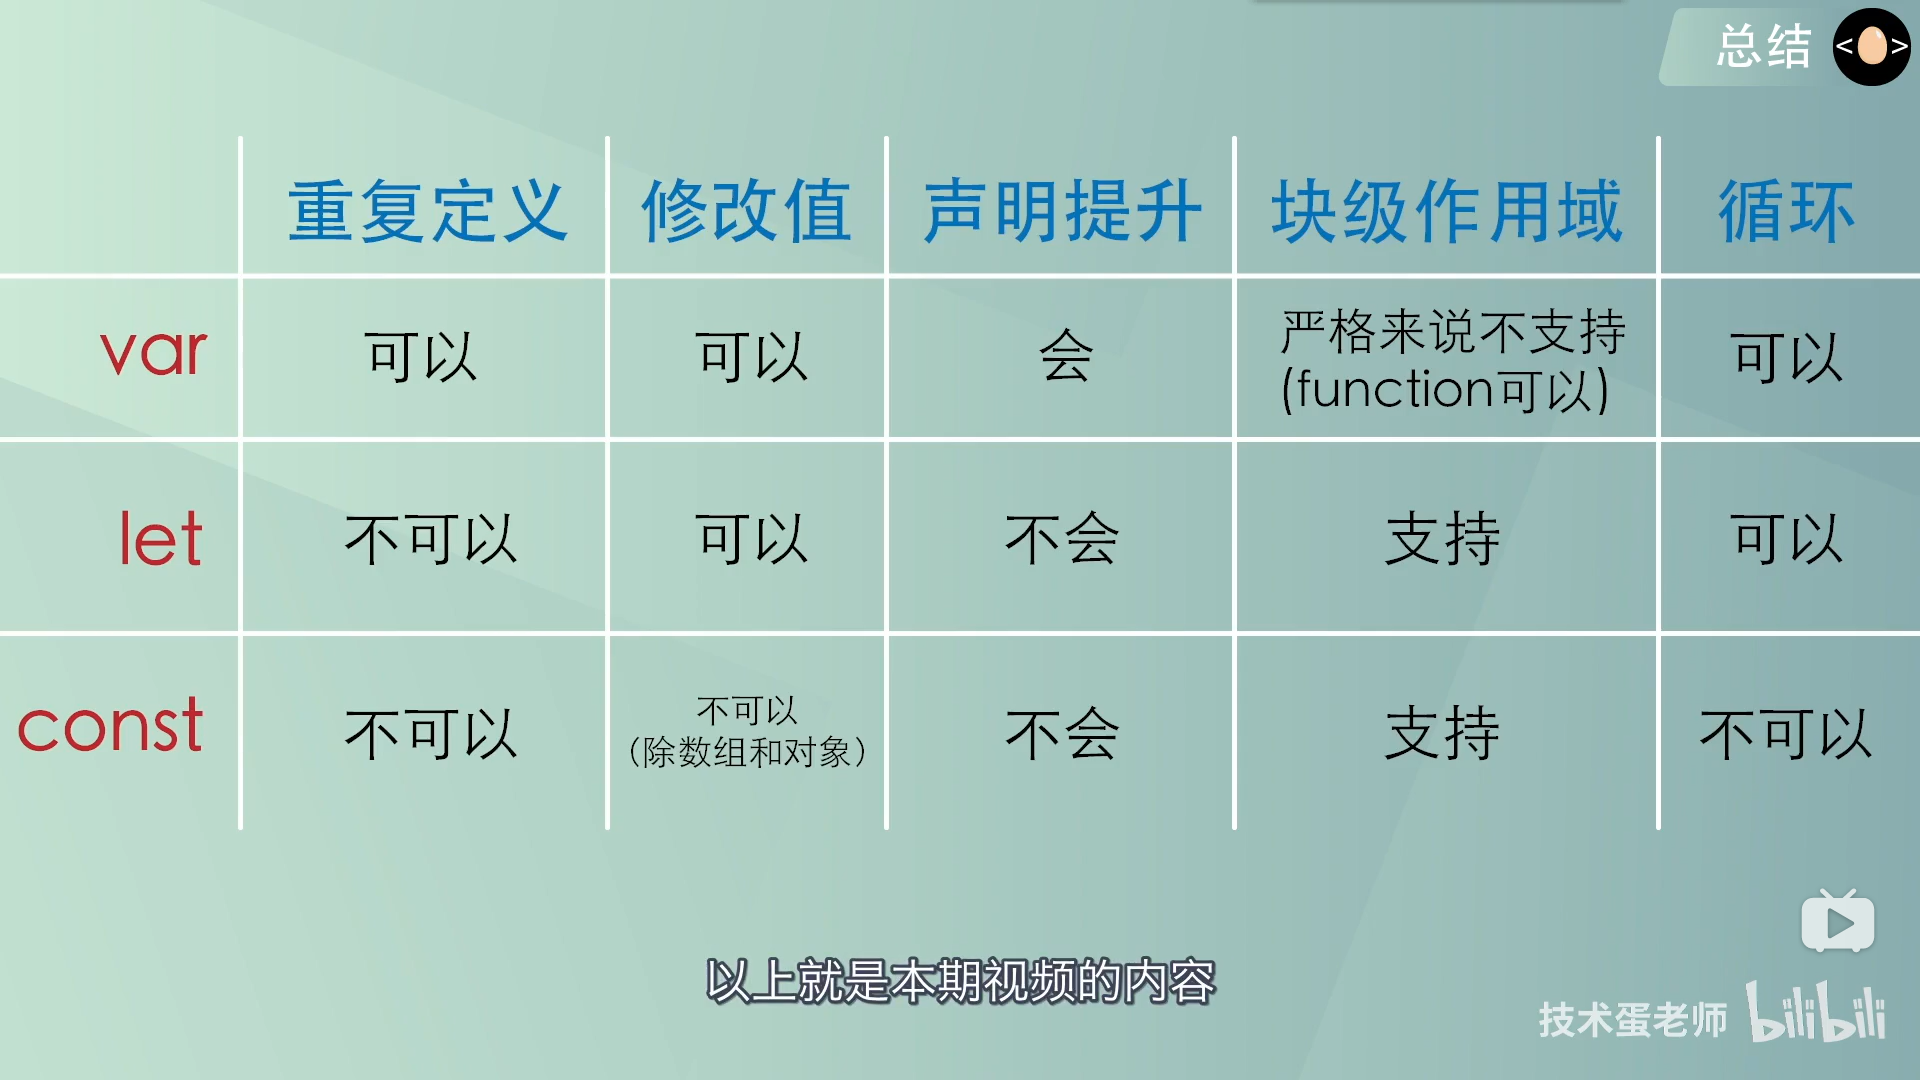 总结
< >
重复定义 修改值 声明提升 块级作用域 循环
var 可以 可以 会 严格来说不支持 可以
(function可以)
let 不可以 可以 不会 支持 可以
const 不可以 不可以 不会 支持 不可以
（除数组和对象）
以上就是本期视频的内容
技术蛋老师 bilibili